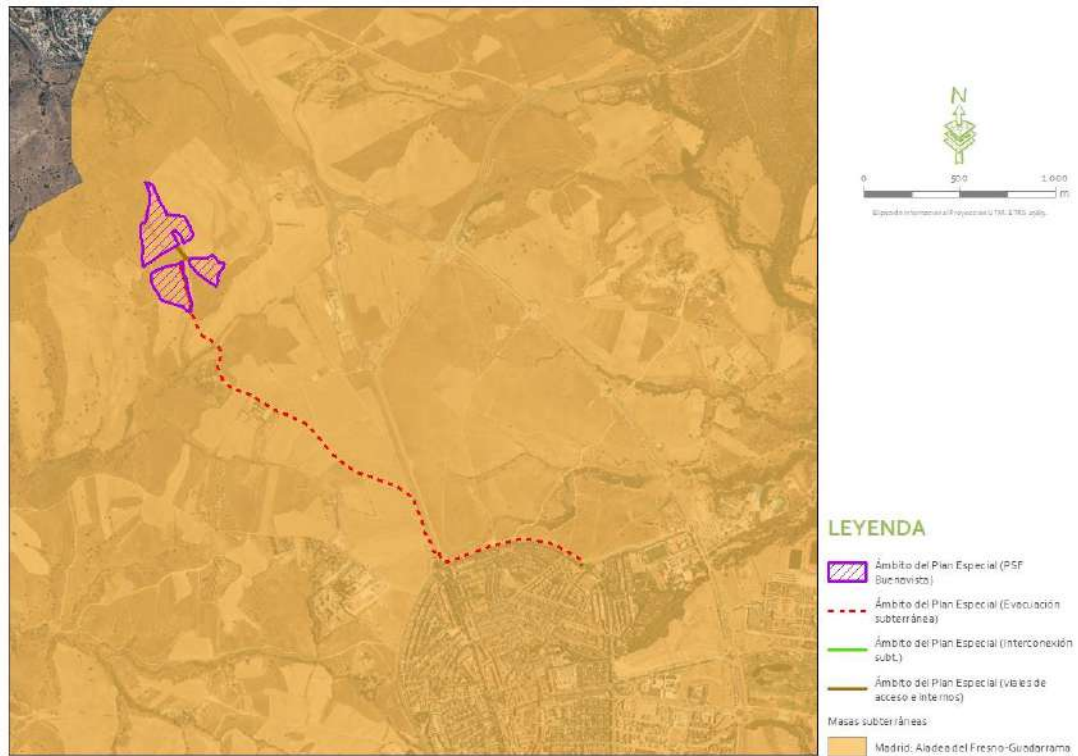 N
0 500 1.000
m
LEYENDA
Ámbito del Plan Especial (PSF
Buenavista)
Ámbito del Plan Especial (Evacuación
subterránea)
Ámbito del Plan Especial (Interconexión
subt.)
Ámbito del Plan Especial (viales de
acceso e internos)
Masas subterráneas
Madrid: Aladea del Fresno-Guadarrama